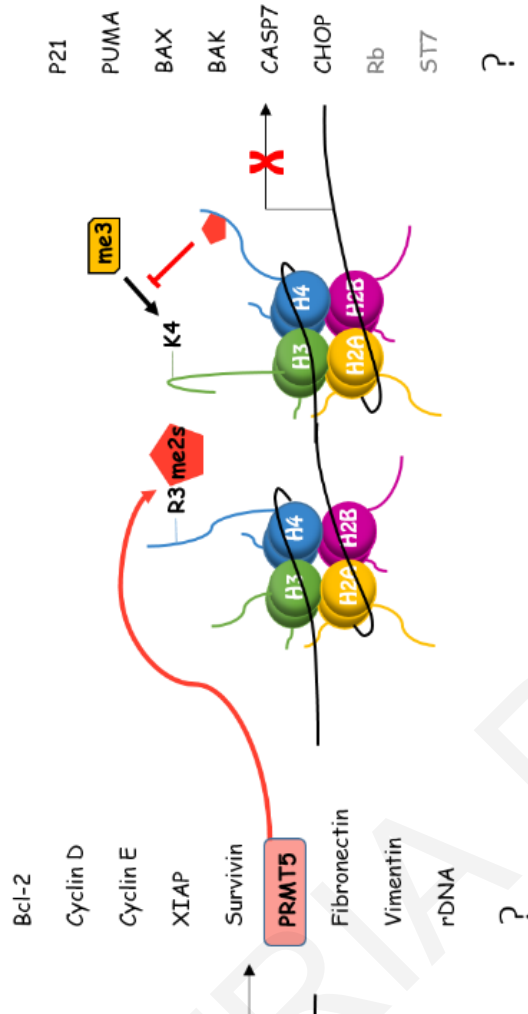 Bcl-2
Cyclin D
Cyclin E
XIAP
Survivin
PRMT5
Fibronectin
Vimentin
rDNA
?
R3 me2s
H3 H4
H2A H2B
me3
K4
H3 H4
H2A H2B
X
P21
PUMA
BAX
BAK
CASP7
CHOP
Rb
ST7
?